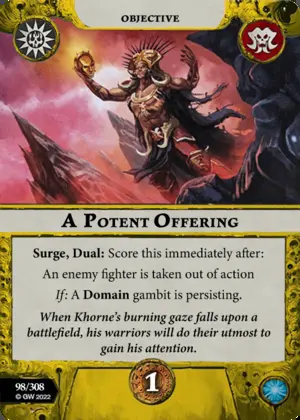 OBJECTIVE
A Potent Offering
Surge, Dual: Score this immediately after:
An enemy fighter is taken out of action
If: A Domain gambit is persisting.
When Khorne's burning gaze falls upon a
battlefield, his warriors will do their utmost to
gain his attention.
98/308
© GW 2022
1